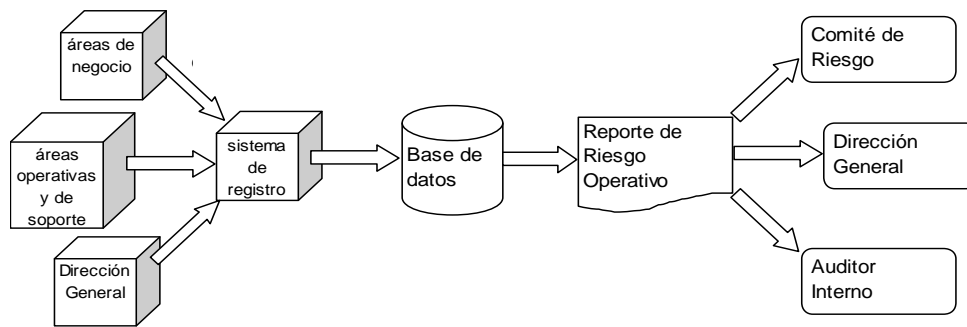 áreas de
negocio
áreas
operativas
y de
soporte
Dirección
General
sistema
de
registro
Base de
datos
Reporte de
Riesgo
Operativo
Comité de
Riesgo
Dirección
General
Auditor
Interno